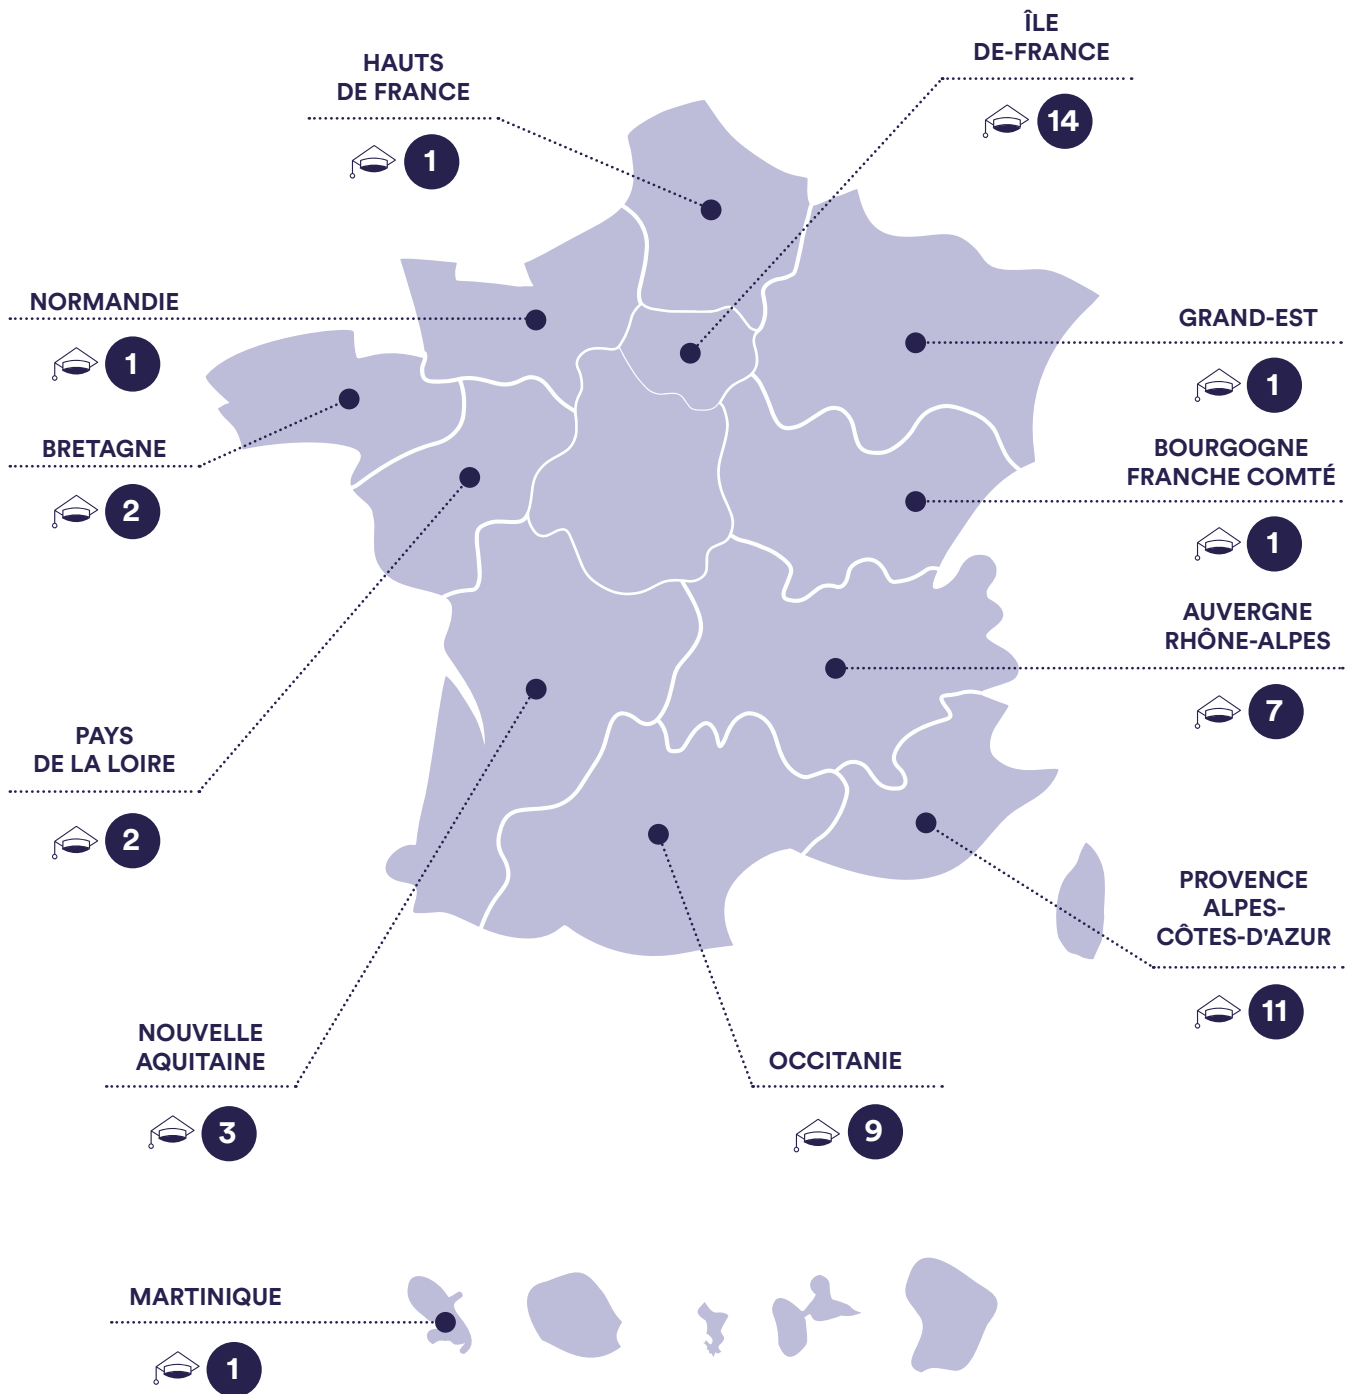 ÎLE
DE-FRANCE
14
HAUTS
DE FRANCE
1
NORMANDIE
1
GRAND-EST
1
BRETAGNE
2
BOURGOGNE
FRANCHE COMTÉ
1
AUVERGNE
RHÔNE-ALPES
7
PAYS
DE LA LOIRE
2
PROVENCE
ALPES-
CÔTES-D'AZUR
11
NOUVELLE
AQUITAINE
3
OCCITANIE
9
MARTINIQUE
1